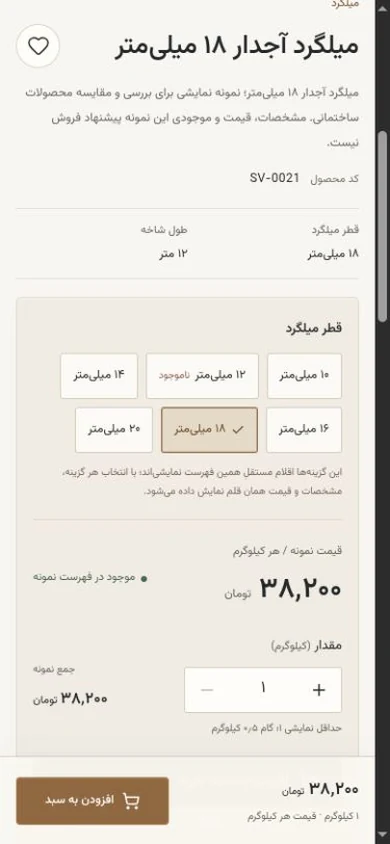 میلگرد
میلگرد آجدار ۱۸ میلی‌متر
میلگرد آجدار ۱۸ میلی‌متر؛ نمونه نمایشی برای بررسی و مقایسه محصولات
ساختمانی. مشخصات، قیمت و موجودی این نمونه پیشنهاد فروش
نیست.
کد محصول SV-0021
قطر میلگرد
طول شاخه
۱۸ میلی‌متر
۱۲ متر
قطر میلگرد
۱۰ میلی‌متر
۱۲ میلی‌متر ناموجود
۱۴ میلی‌متر
۱۶ میلی‌متر
۱۸ میلی‌متر
۲۰ میلی‌متر
این گزینه‌ها اقلام مستقلِ همین فهرست نمایشی‌اند؛ با انتخاب هر گزینه،
مشخصات و قیمت همان قلم نمایش داده می‌شود.
قیمت نمونه / هر کیلوگرم
۳۸,۲۰۰ تومان
موجود در فهرست نمونه
مقدار (کیلوگرم)
جمع نمونه
+ ۱ −
۳۸,۲۰۰ تومان
حداقل نمایشی ۱؛ گام ۰٫۵ کیلوگرم
۳۸,۲۰۰ تومان
۱ کیلوگرم · قیمت هر کیلوگرم
افزودن به سبد